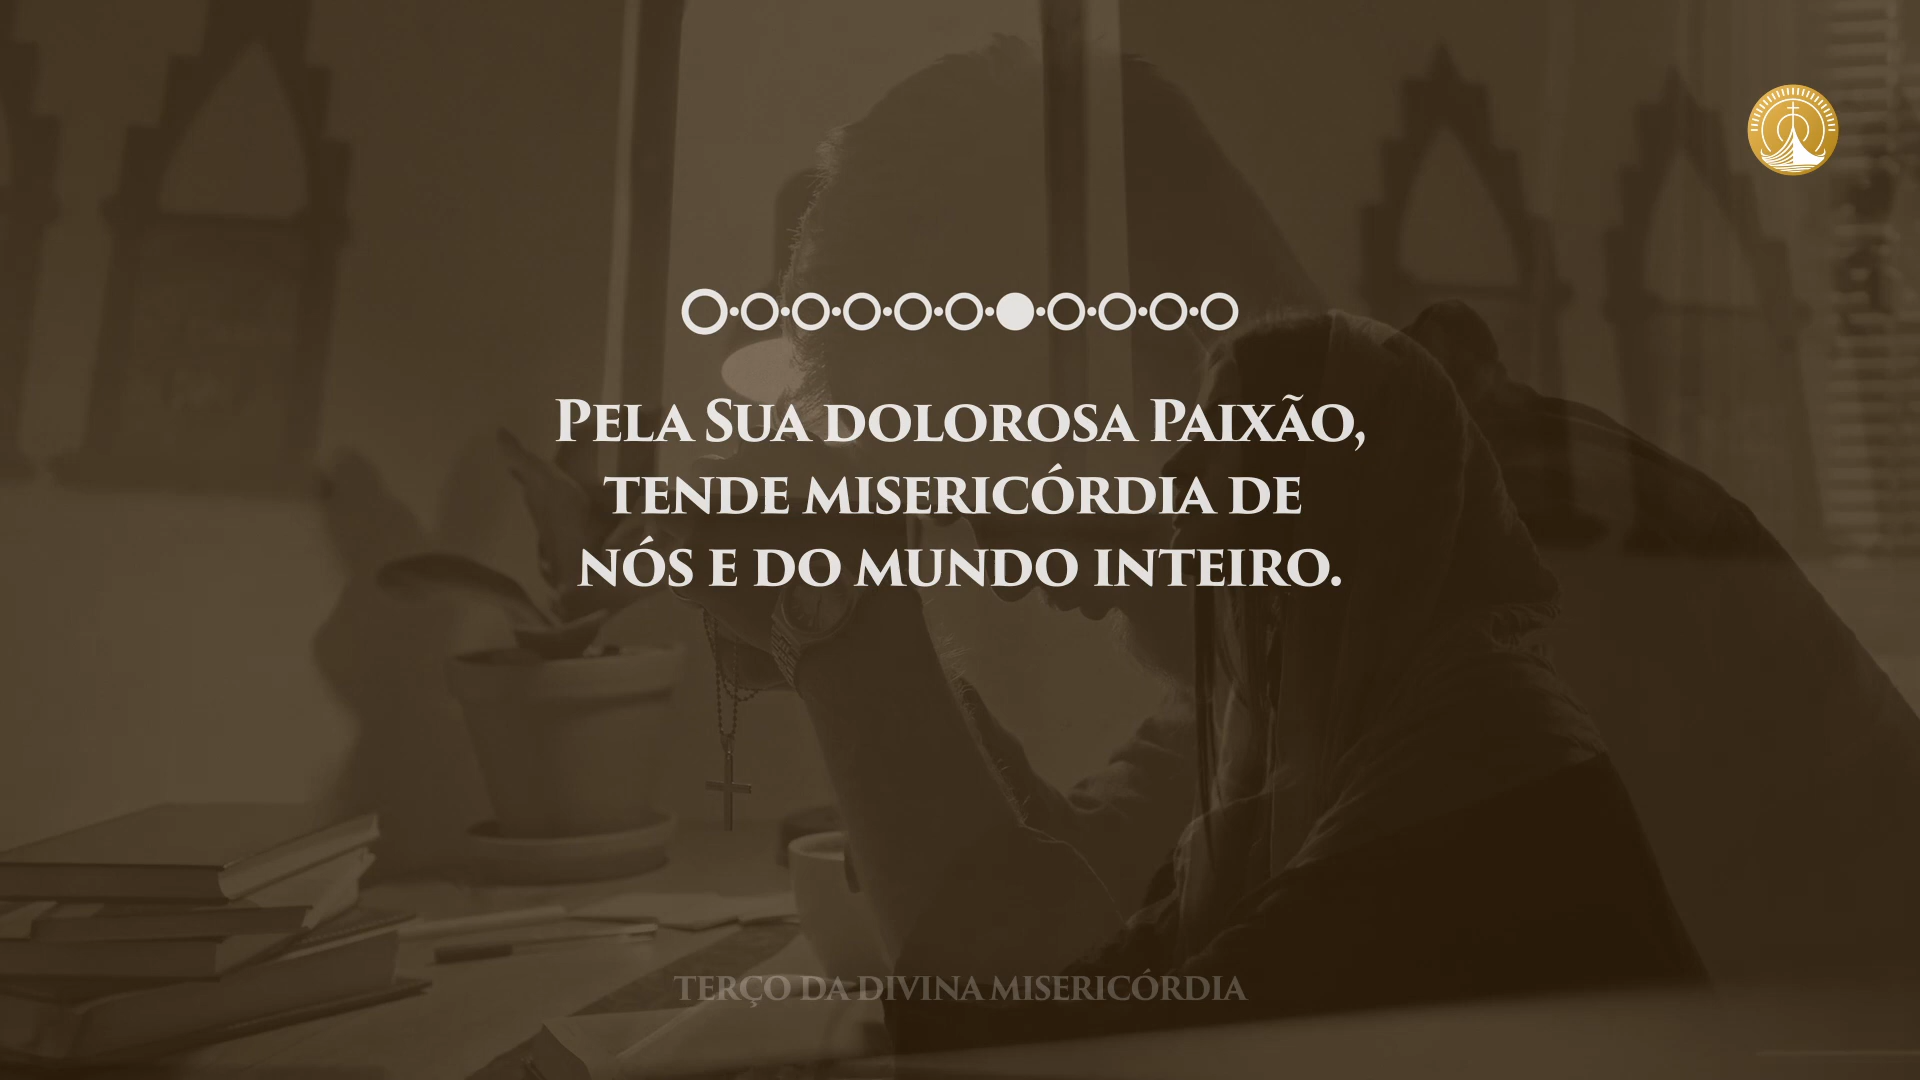 Pela Sua dolorosa Paixão,
tende misericórdia de
nós e do mundo inteiro.
TERÇO DA DIVINA MISERICÓRDIA